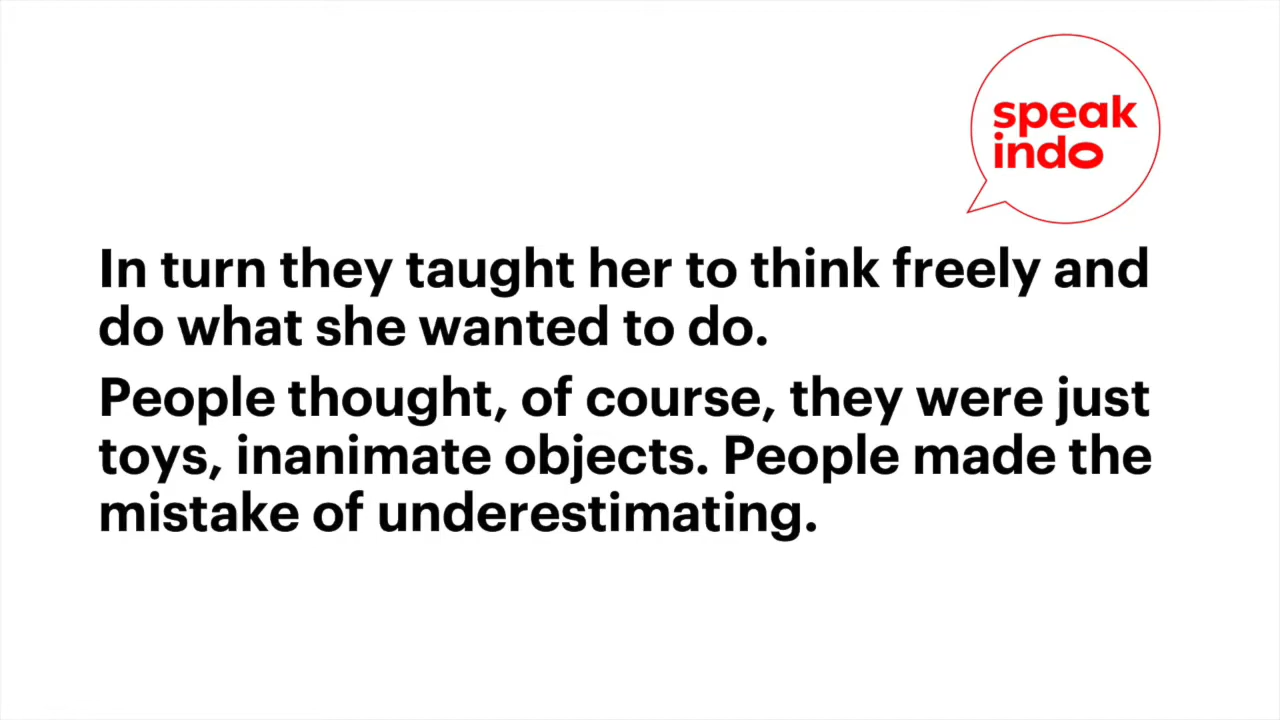 speak
indo
In turn they taught her to think freely and
do what she wanted to do.
People thought, of course, they were just
toys, inanimate objects. People made the
mistake of underestimating.